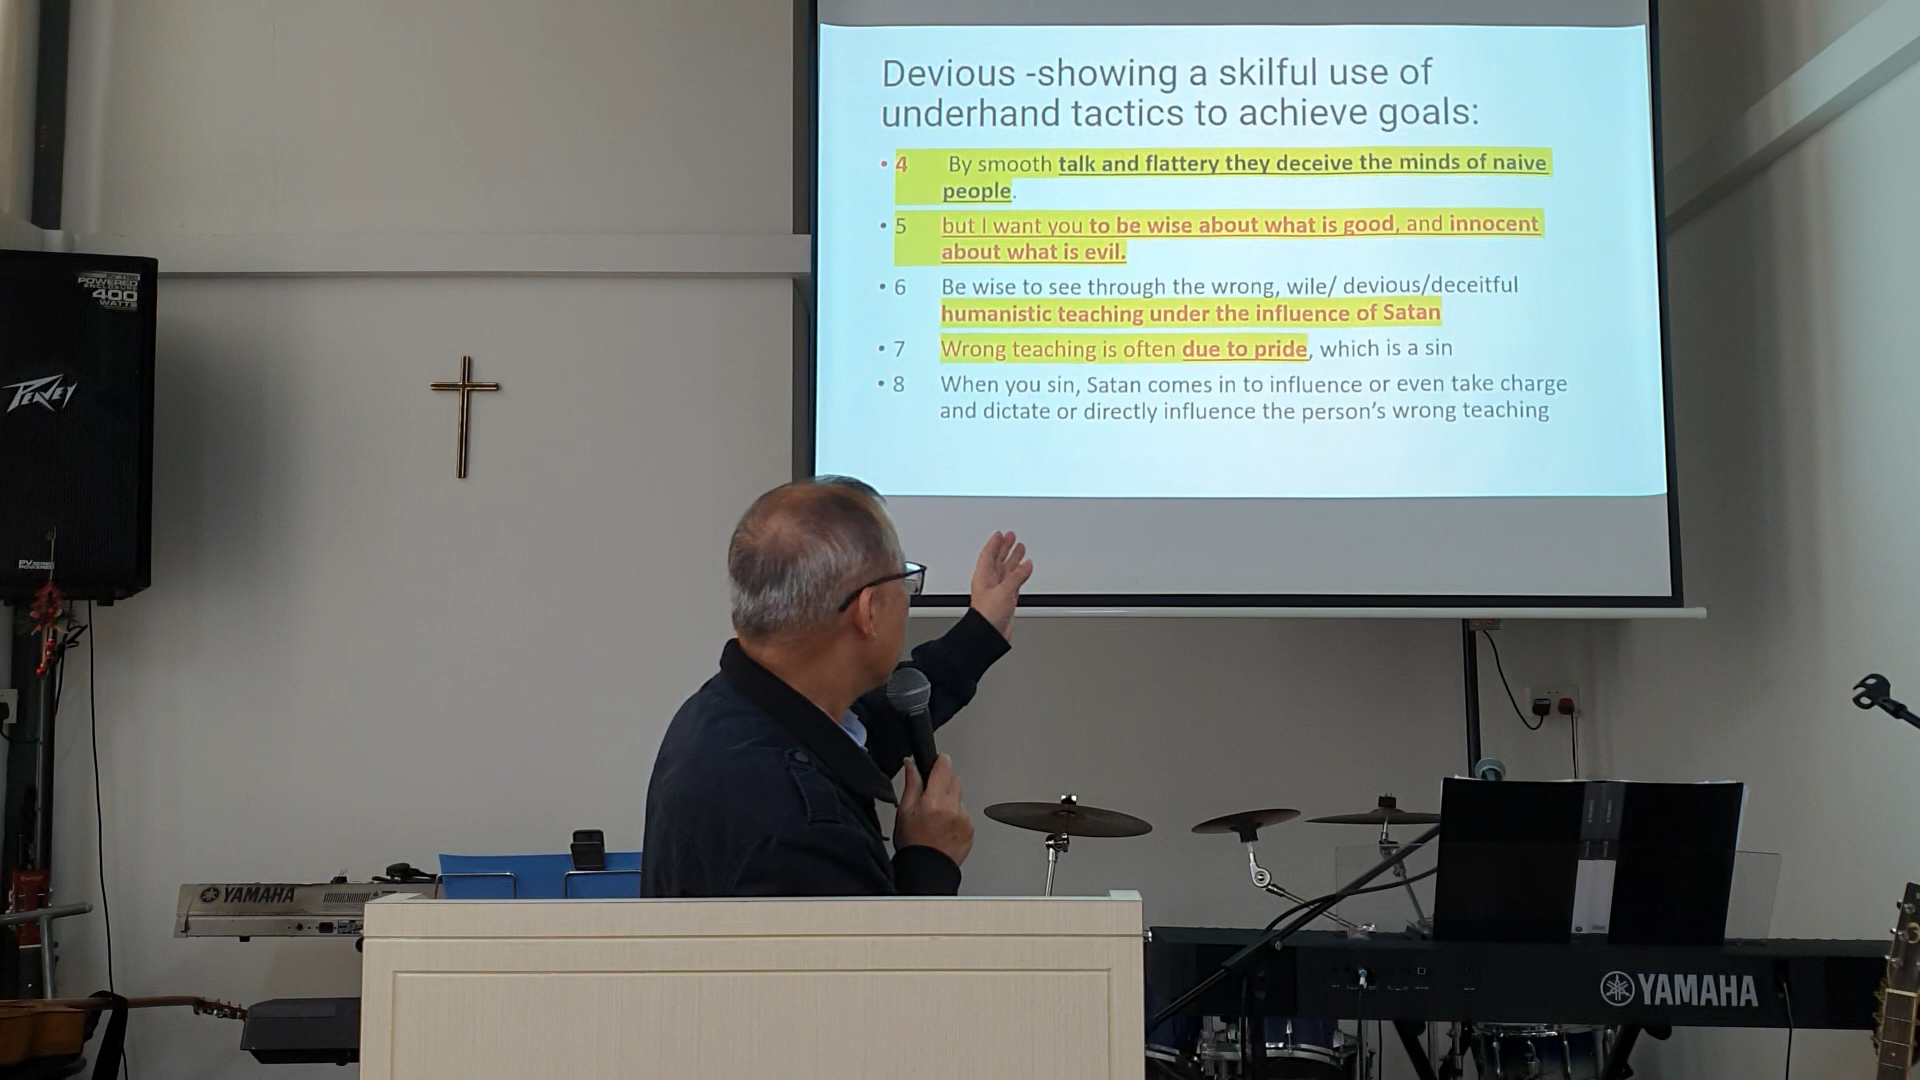 Devious -showing a skilful use of
underhand tactics to achieve goals:
• 4 By smooth talk and flattery they deceive the minds of naive
people.
• 5 but I want you to be wise about what is good, and innocent
about what is evil.
• 6 Be wise to see through the wrong, wile/ devious/deceitful
humanistic teaching under the influence of Satan
• 7 Wrong teaching is often due to pride, which is a sin
• 8 When you sin, Satan comes in to influence or even take charge
and dictate or directly influence the person's wrong teaching
POWERED
ENCLOSURE
400
WATTS
PEAVEY
YAMAHA
YAMAHA